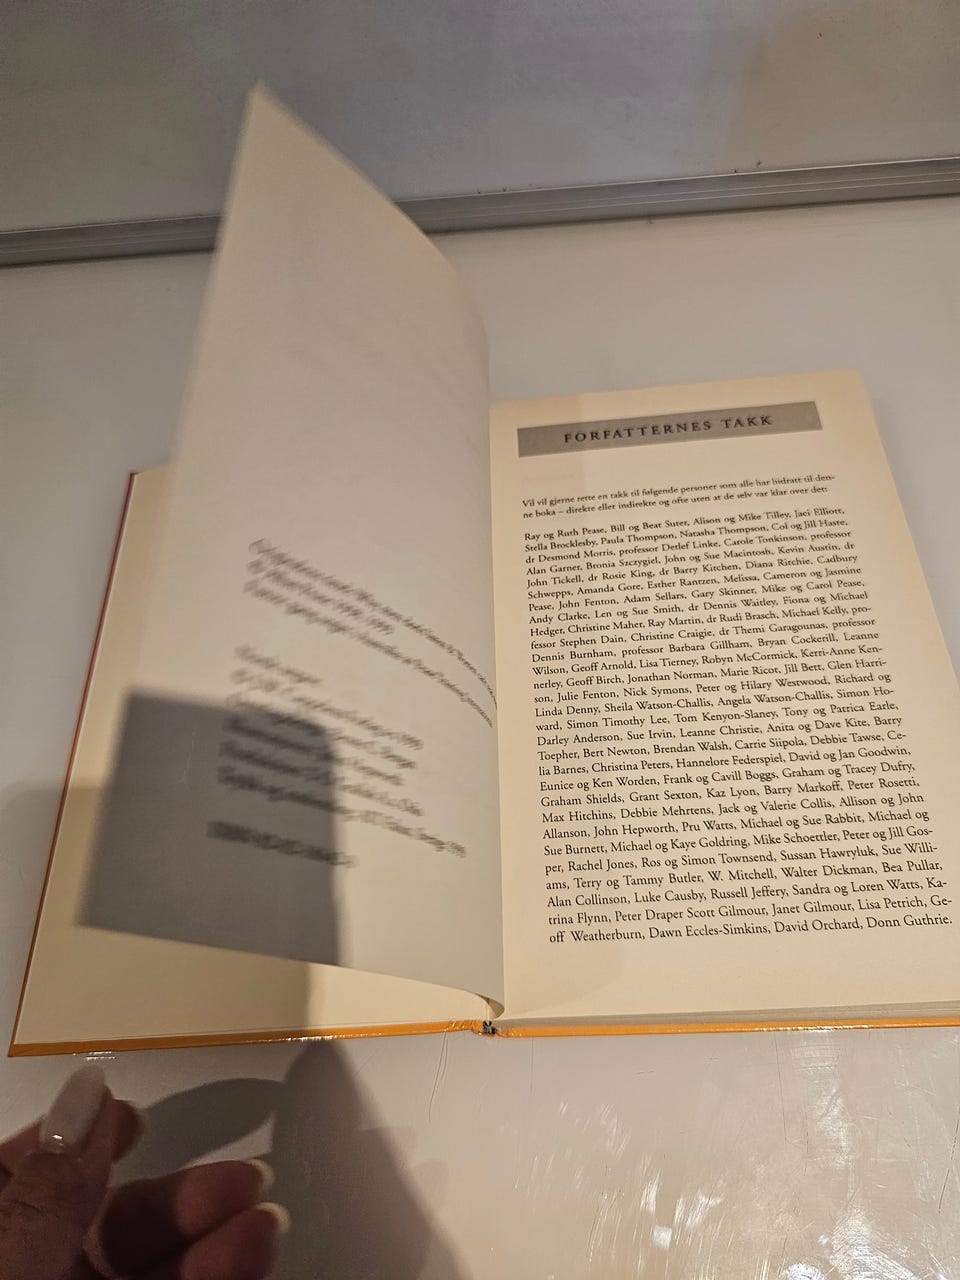 FORFATTERNES TAKK
Vil vil gjerne rette en takk til følgende personer som alle har bidratt til den-
ne boka – direkte eller indirekte og ofte uten at de selv var klar over det:
Ray og Ruth Pease, Bill og Beat Suter, Alison og Mike Tilley, Jaci Elliott,
Stella Brocklesby, Paula Thompson, Natasha Thompson, Col og Jill Haste,
dr Desmond Morris, professor Detlef Linke, Carole Tonkinson, professor
Alan Garner, Bronia Szczygiel, John og Sue Macintosh, Kevin Austin, dr
John Tickell, dr Rosie King, dr Barry Kitchen, Diana Ritchie, Cadbury
Schwepps, Amanda Gore, Esther Rantzen, Melissa, Cameron og Jasmine
Pease, John Fenton, Adam Sellars, Gary Skinner, Mike og Carol Pease,
Andy Clarke, Len og Sue Smith, dr Dennis Waitley, Fiona og Michael
Hedger, Christine Maher, Ray Martin, dr Rudi Brasch, Michael Kelly, pro-
fessor Stephen Dain, Christine Craigie, dr Themi Garagounas, professor
Dennis Burnham, professor Barbara Gillham, Bryan Cockerill, Leanne
Wilson, Geoff Arnold, Lisa Tierney, Robyn McCormick, Kerri-Anne Ken-
nerley, Geoff Birch, Jonathan Norman, Marie Ricot, Jill Bett, Glen Harri-
son, Julie Fenton, Nick Symons, Peter og Hilary Westwood, Richard og
Linda Denny, Sheila Watson-Challis, Angela Watson-Challis, Simon Ho-
ward, Simon Timothy Lee, Tom Kenyon-Slaney, Tony og Patrica Earle,
Darley Anderson, Sue Irvin, Leanne Christie, Anita og Dave Kite, Barry
Toepher, Bert Newton, Brendan Walsh, Carrie Siipola, Debbie Tawse, Ce-
lia Barnes, Christina Peters, Hannelore Federspiel, David og Jan Goodwin,
Eunice og Ken Worden, Frank og Cavill Boggs, Graham og Tracey Dufry,
Graham Shields, Grant Sexton, Kaz Lyon, Barry Markoff, Peter Rosetti,
Max Hitchins, Debbie Mehrtens, Jack og Valerie Collis, Allison og John
Allanson, John Hepworth, Pru Watts, Michael og Sue Rabbit, Michael og
Sue Burnett, Michael og Kaye Goldring, Mike Schoettler, Peter og Jill Gos-
per, Rachel Jones, Ros og Simon Townsend, Sussan Hawryluk, Sue Willi-
ams, Terry og Tammy Butler, W. Mitchell, Walter Dickman, Bea Pullar,
Alan Collinson, Luke Causby, Russell Jeffery, Sandra og Loren Watts, Ka-
trina Flynn, Peter Draper Scott Gilmour, Janet Gilmour, Lisa Petrich, Ge-
off Weatherburn, Dawn Eccles-Simkins, David Orchard, Donn Guthrie.